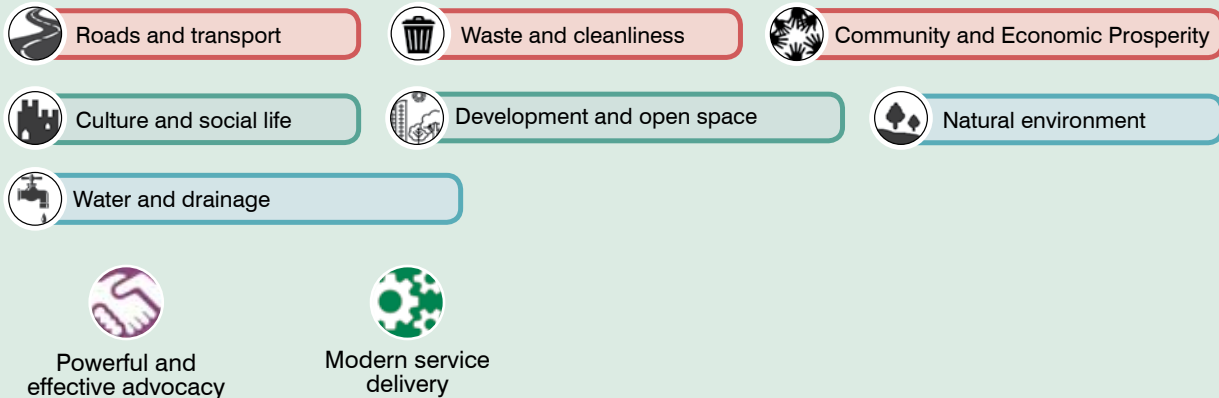 Roads and transport
Waste and cleanliness
Community and Economic Prosperity
Culture and social life
Development and open space
Natural environment
Water and drainage
Powerful and
effective advocacy
Modern service
delivery